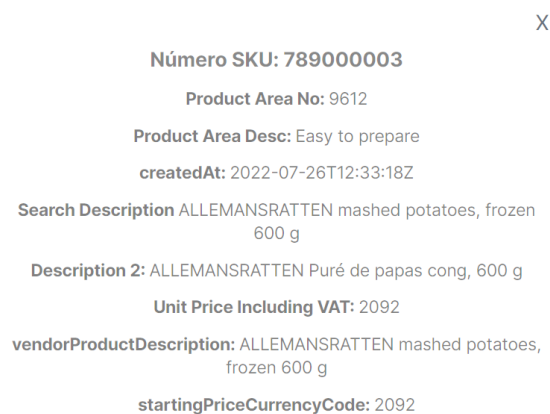 X
Número SKU: 789000003
Product Area No: 9612
Product Area Desc: Easy to prepare
createdAt: 2022-07-26T12:33:18Z
Search Description ALLEMANSRATTEN mashed potatoes, frozen
600 g
Description 2: ALLEMANSRATTEN Puré de papas cong, 600 g
Unit Price Including VAT: 2092
vendorProductDescription: ALLEMANSRATTEN mashed potatoes,
frozen 600 g
startingPriceCurrencyCode: 2092